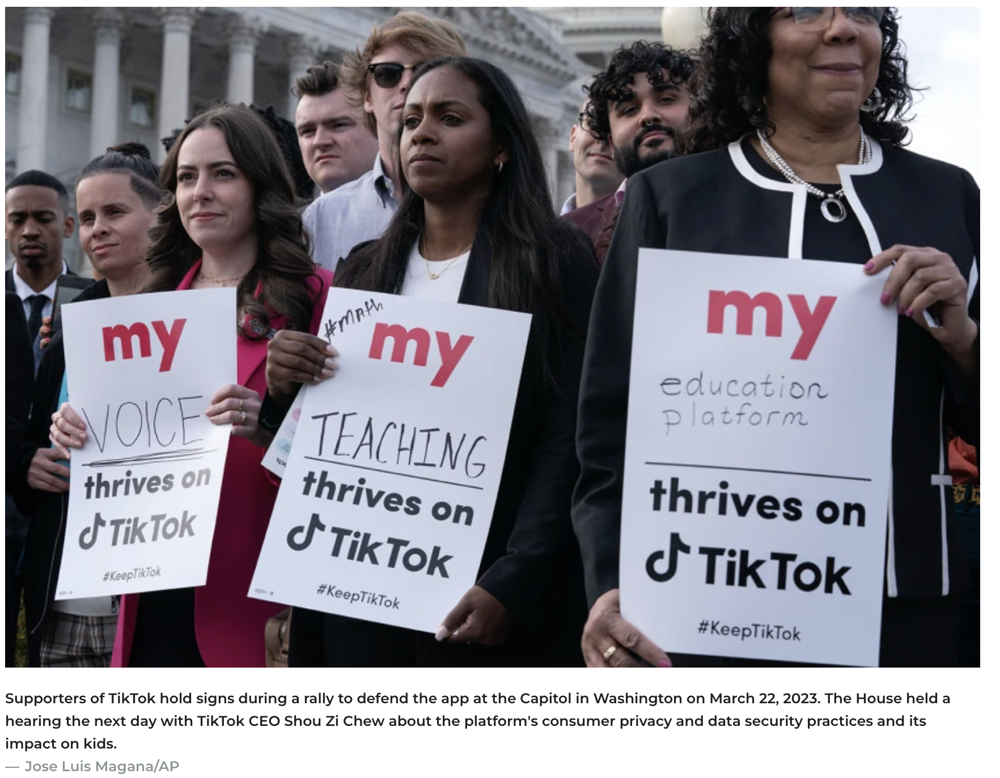 my
VOICE
thrives on
TikTok
#KeepTikTok
#MATH
my
TEACHING
thrives on
TikTok
#KeepTikTok
my
education
platform
thrives on
TikTok
#KeepTikTok
Supporters of TikTok hold signs during a rally to defend the app at the Capitol in Washington on March 22, 2023. The House held a
hearing the next day with TikTok CEO Shou Zi Chew about the platform's consumer privacy and data security practices and its
impact on kids.
— Jose Luis Magana/AP